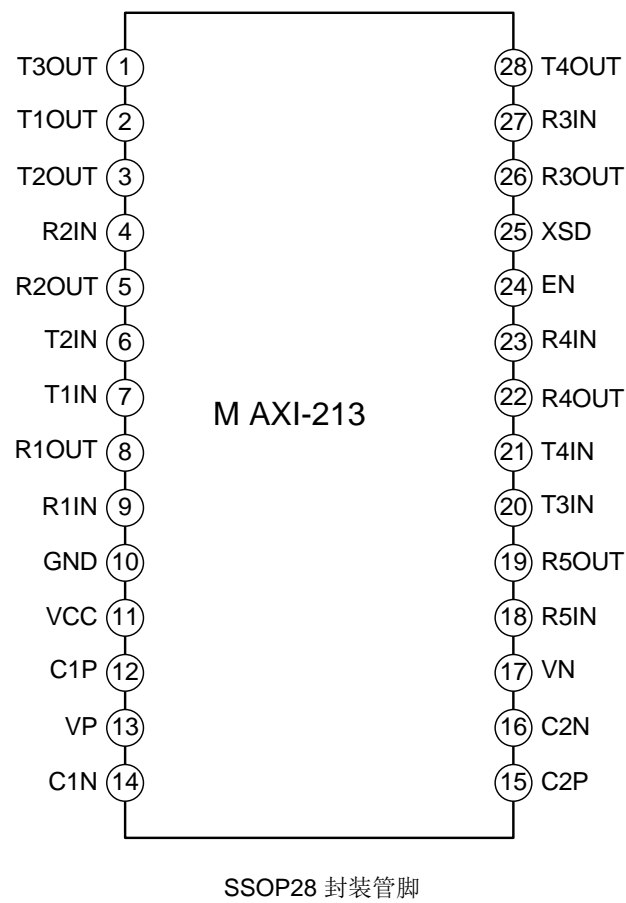 T3OUT 1 28 T4OUT
T1OUT 2 27 R3IN
T2OUT 3 26 R3OUT
R2IN 4 25 XSD
R2OUT 5 24 EN
T2IN 6 23 R4IN
T1IN 7 22 R4OUT
M AXI-213
R1OUT 8 21 T4IN
R1IN 9 20 T3IN
GND 10 19 R5OUT
VCC 11 18 R5IN
C1P 12 17 VN
VP 13 16 C2N
C1N 14 15 C2P
SSOP28 封装管脚